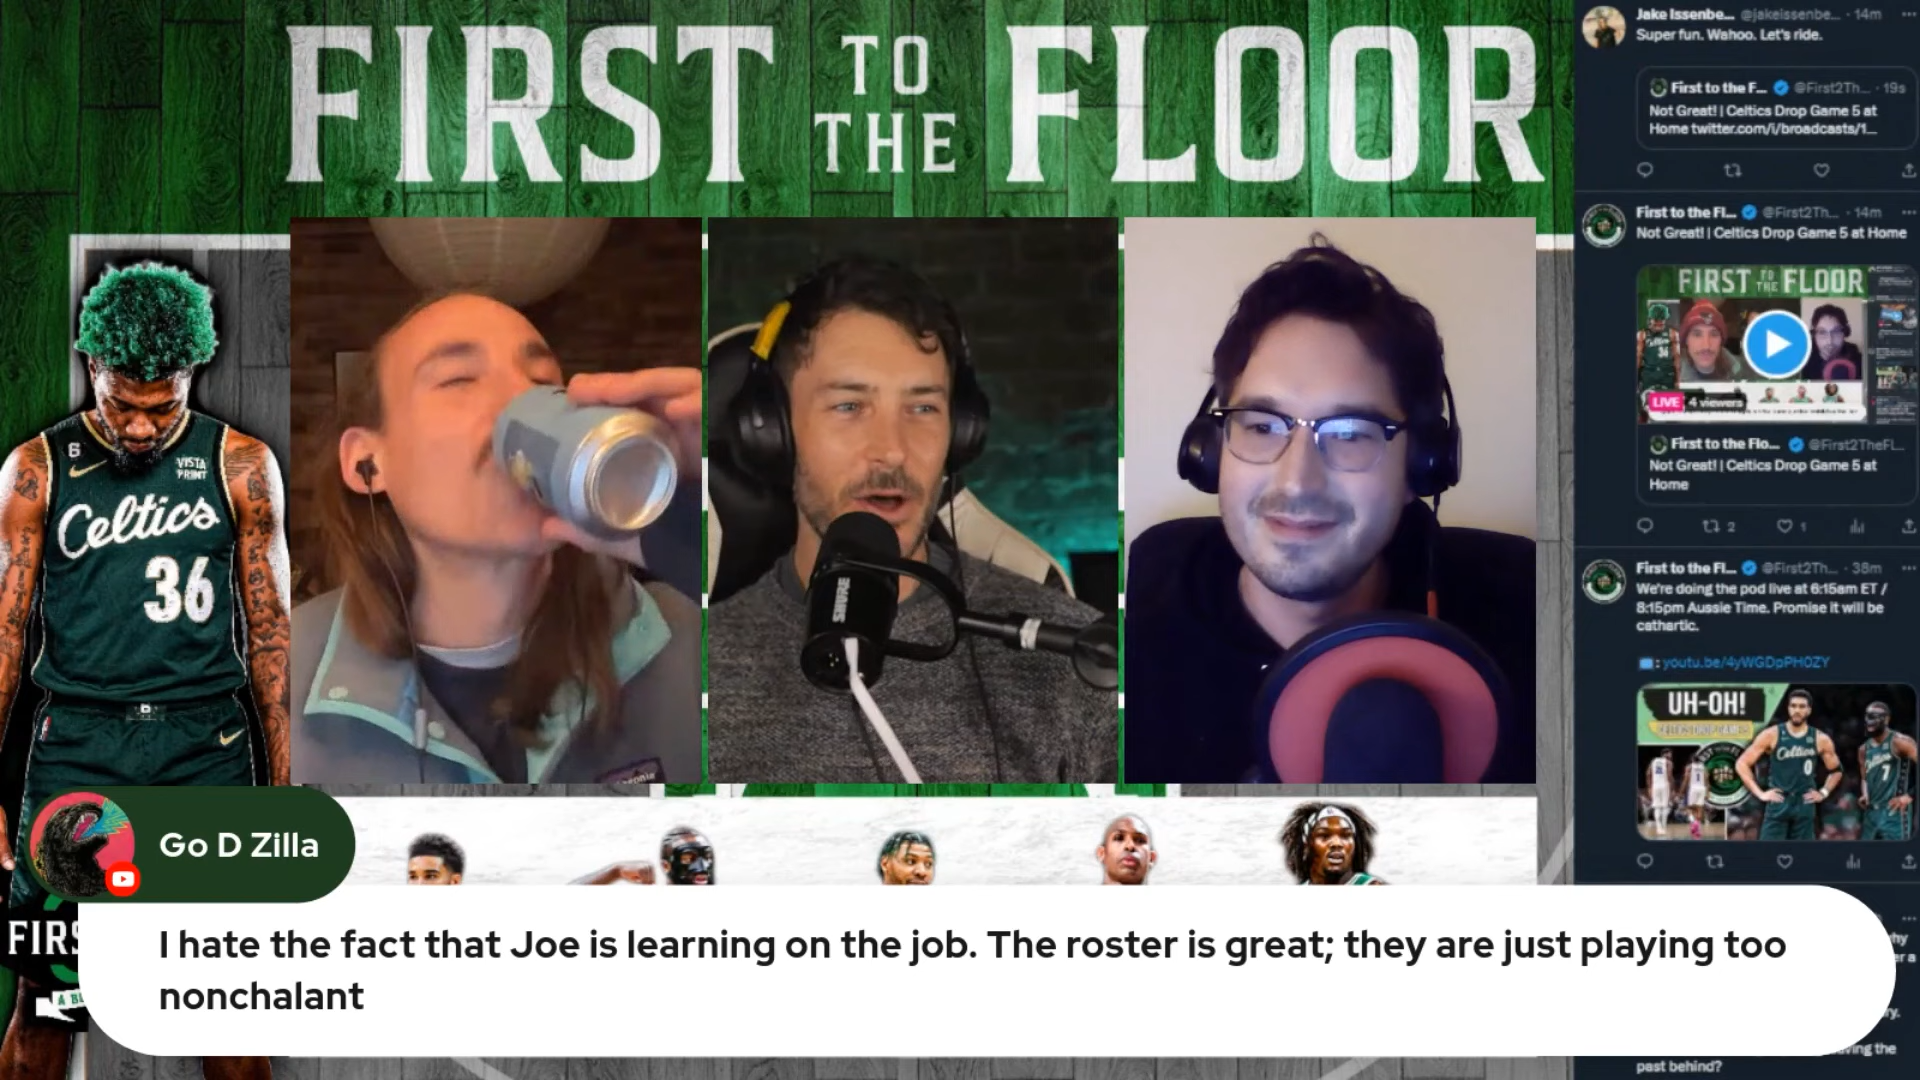 FIRST TO THE FLOOR
6
VISTA
PRINT
Celtics
36
SHURE
Jake Issenbe... @jakeissenbe... · 14m
Super fun. Wahoo. Let's ride.
First to the F... @First2Th... · 19s
Not Great! | Celtics Drop Game 5 at
Home twitter.com/i/broadcasts/1...
First to the Fl... @First2Th... · 14m
Not Great! | Celtics Drop Game 5 at Home
FIRST TO THE FLOOR
LIVE 4 viewers
First to the Flo... @First2TheFL...
Not Great! | Celtics Drop Game 5 at
Home
2 1
First to the Fl... @First2Th... · 38m
We're doing the pod live at 6:15am ET /
8:15pm Aussie Time. Promise it will be
cathartic.
: youtu.be/4yWGDpPH0ZY
UH-OH!
Celtics
0
7
Go D Zilla
I hate the fact that Joe is learning on the job. The roster is great; they are just playing too
nonchalant
past behind?